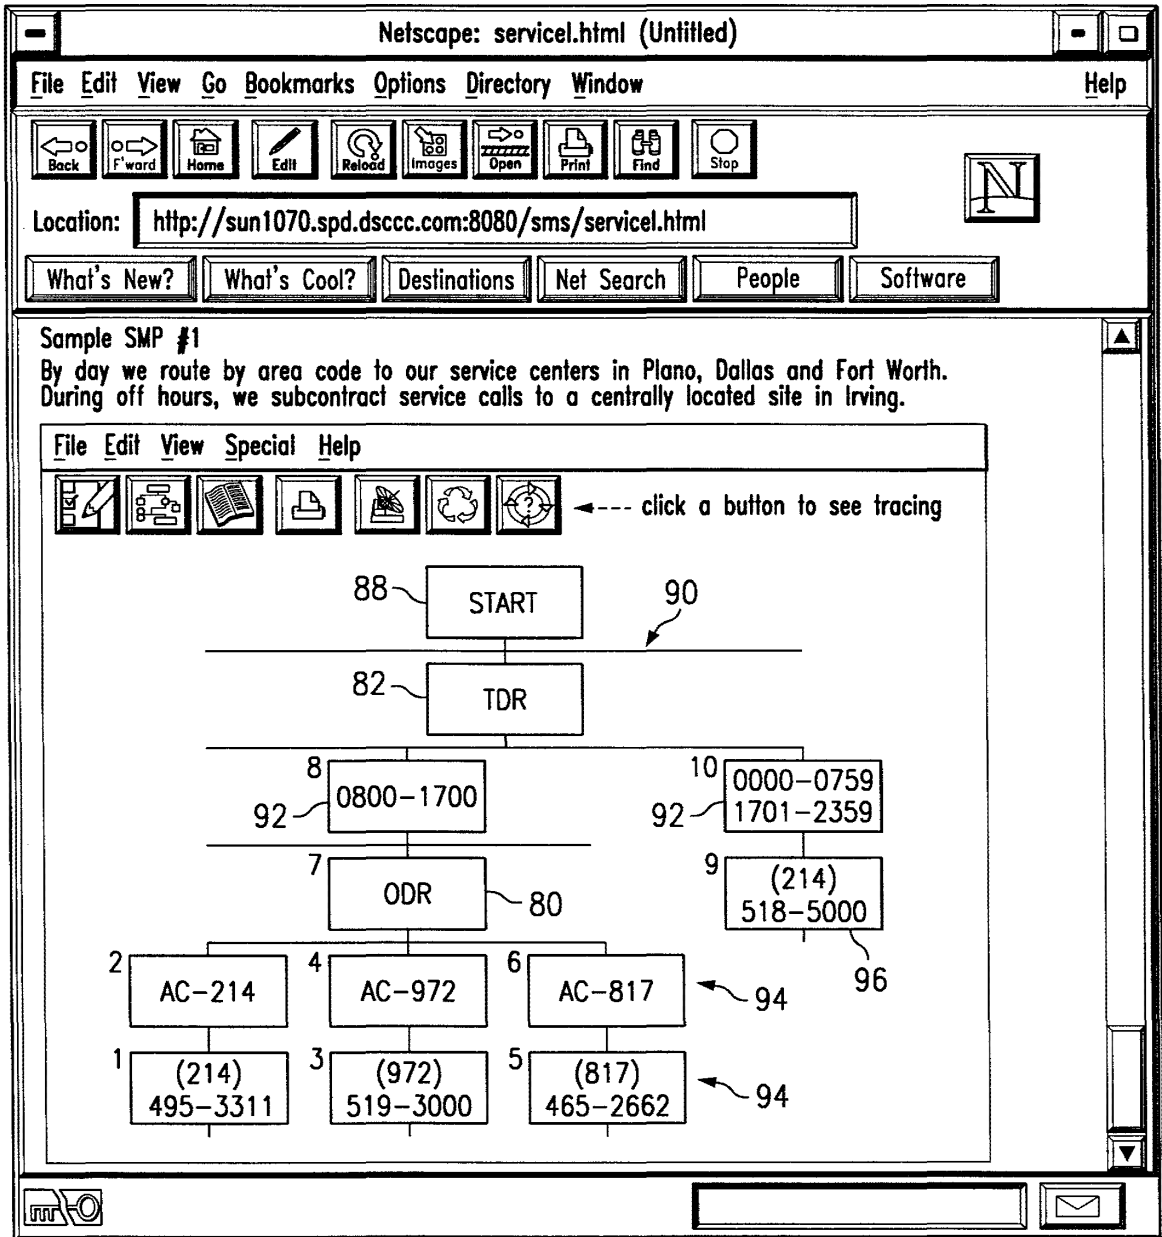 Netscape: servicel.html (Untitled)
File Edit View Go Bookmarks Options Directory Window Help
Back F'ward Home Edit Reload Images Open Print Find Stop
N
Location: http://sun1070.spd.dsccc.com:8080/sms/servicel.html
What's New? What's Cool? Destinations Net Search People Software
Sample SMP #1
By day we route by area code to our service centers in Plano, Dallas and Fort Worth.
During off hours, we subcontract service calls to a centrally located site in Irving.
File Edit View Special Help
? click a button to see tracing
88 START 90
82 TDR
8 0800-1700 92
10 0000-0759
1701-2359 92
7 ODR 80
9 (214)
518-5000 96
2 AC-214 4 AC-972 6 AC-817 94
1 (214) 3 (972) 5 (817) 94
495-3311 519-3000 465-2662